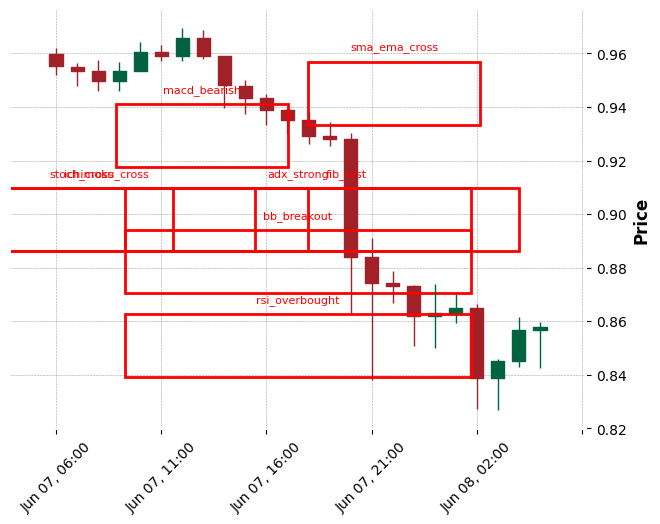 sma_ema_cross
0.96
macd_bearish
0.94
0.92
ichimoku_cross
adx_strong
0.90
bb_breakout
Price
0.88
rsi_overbought
0.86
0.84
0.82
Jun 07, 06:00
Jun 07, 11:00
Jun 07, 16:00
Jun 07, 21:00
Jun 08, 02:00